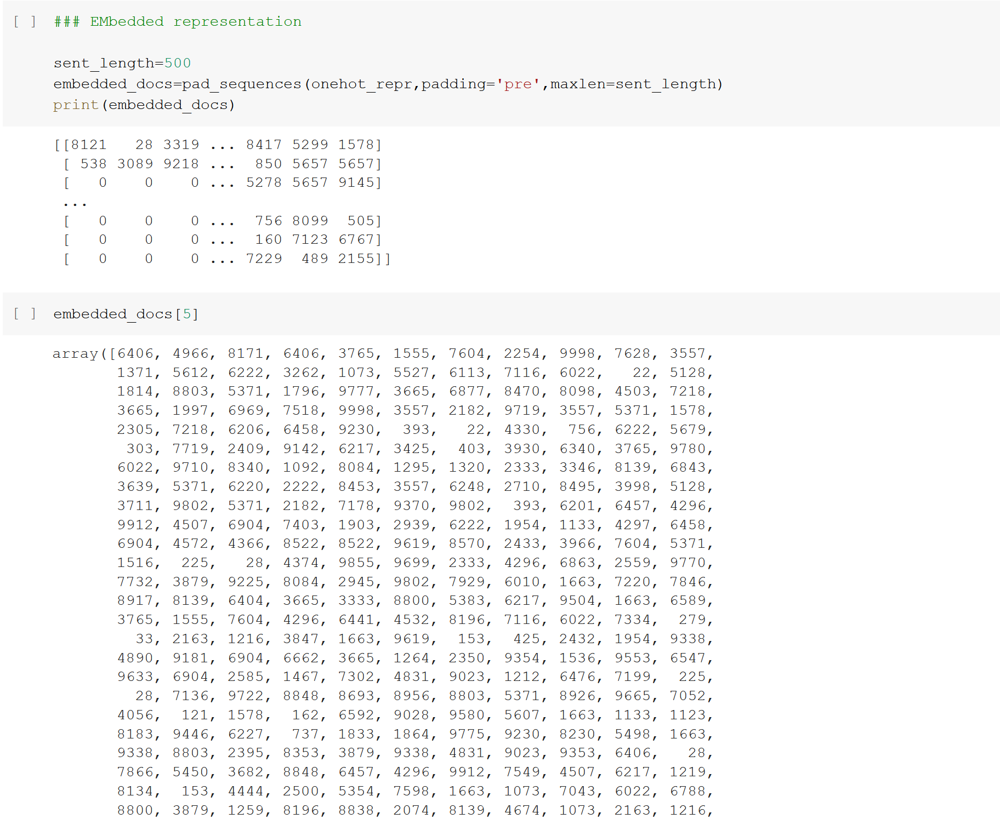 [ ] ### EMbedded representation
sent_length=500
embedded_docs=pad_sequences(onehot_repr,padding='pre',maxlen=sent_length)
print(embedded_docs)
[[8121   28 3319 ... 8417 5299 1578]
 [ 538 3089 9218 ...  850 5657 5657]
 [   0    0    0 ... 5278 5657 9145]
 ...
 [   0    0    0 ...  756 8099  505]
 [   0    0    0 ...  160 7123 6767]
 [   0    0    0 ... 7229  489 2155]]
[ ] embedded_docs[5]
array([6406, 4966, 8171, 6406, 3765, 1555, 7604, 2254, 9998, 7628, 3557,
       1371, 5612, 6222, 3262, 1073, 5527, 6113, 7116, 6022,   22, 5128,
       1814, 8803, 5371, 1796, 9777, 3665, 6877, 8470, 8098, 4503, 7218,
       3665, 1997, 6969, 7518, 9998, 3557, 2182, 9719, 3557, 5371, 1578,
       2305, 7218, 6206, 6458, 9230,  393,   22, 4330,  756, 6222, 5679,
        303, 7719, 2409, 9142, 6217, 3425,  403, 3930, 6340, 3765, 9780,
       6022, 9710, 8340, 1092, 8084, 1295, 1320, 2333, 3346, 8139, 6843,
       3639, 5371, 6220, 2222, 8453, 3557, 6248, 2710, 8495, 3998, 5128,
       3711, 9802, 5371, 2182, 7178, 9370, 9802,  393, 6201, 6457, 4296,
       9912, 4507, 6904, 7403, 1903, 2939, 6222, 1954, 1133, 4297, 6458,
       6904, 4572, 4366, 8522, 8522, 9619, 8570, 2433, 3966, 7604, 5371,
       1516,  225,   28, 4374, 9855, 9699, 2333, 4296, 6863, 2559, 9770,
       7732, 3879, 9225, 8084, 2945, 9802, 7929, 6010, 1663, 7220, 7846,
       8917, 8139, 6404, 3665, 3333, 8800, 5383, 6217, 9504, 1663, 6589,
       3765, 1555, 7604, 4296, 6441, 4532, 8196, 7116, 6022, 7334,  279,
         33, 2163, 1216, 3847, 1663, 9619,  153,  425, 2432, 1954, 9338,
       4890, 9181, 6904, 6662, 3665, 1264, 2350, 9354, 1536, 9553, 6547,
       9633, 6904, 2585, 1467, 7302, 4831, 9023, 1212, 6476, 7199,  225,
         28, 7136, 9722, 8848, 8693, 8956, 8803, 5371, 8926, 9665, 7052,
       4056,  121, 1578,  162, 6592, 9028, 9580, 5607, 1663, 1133, 1123,
       8183, 9446, 6227,  737, 1833, 1864, 9775, 9230, 8230, 5498, 1663,
       9338, 8803, 2395, 8353, 3879, 9338, 4831, 9023, 9353, 6406,   28,
       7866, 5450, 3682, 8848, 6457, 4296, 9912, 7549, 4507, 6217, 1219,
       8134,  153, 4444, 2500, 5354, 7598, 1663, 1073, 7043, 6022, 6788,
       8800, 3879, 1259, 8196, 8838, 2074, 8139, 4674, 1073, 2163, 1216,